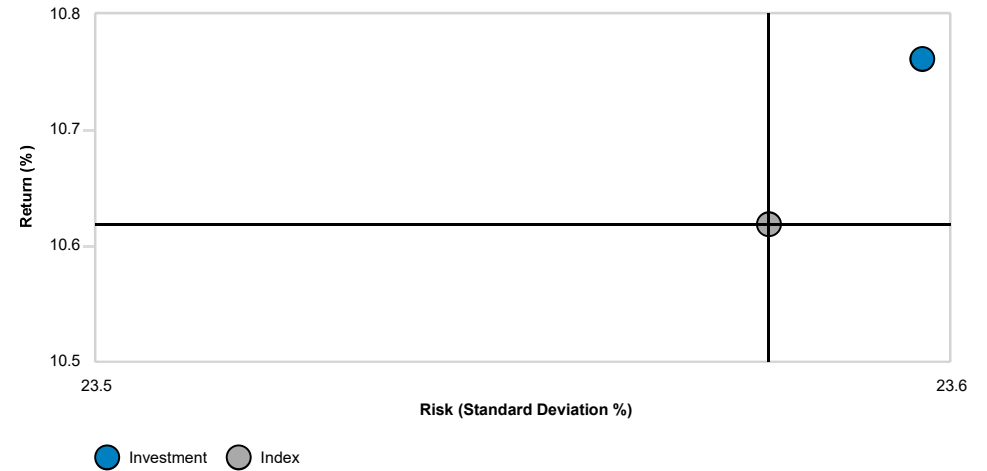 10.8
10.7
10.6
10.5
Return (%)
23.5
23.6
Risk (Standard Deviation %)
Investment
Index